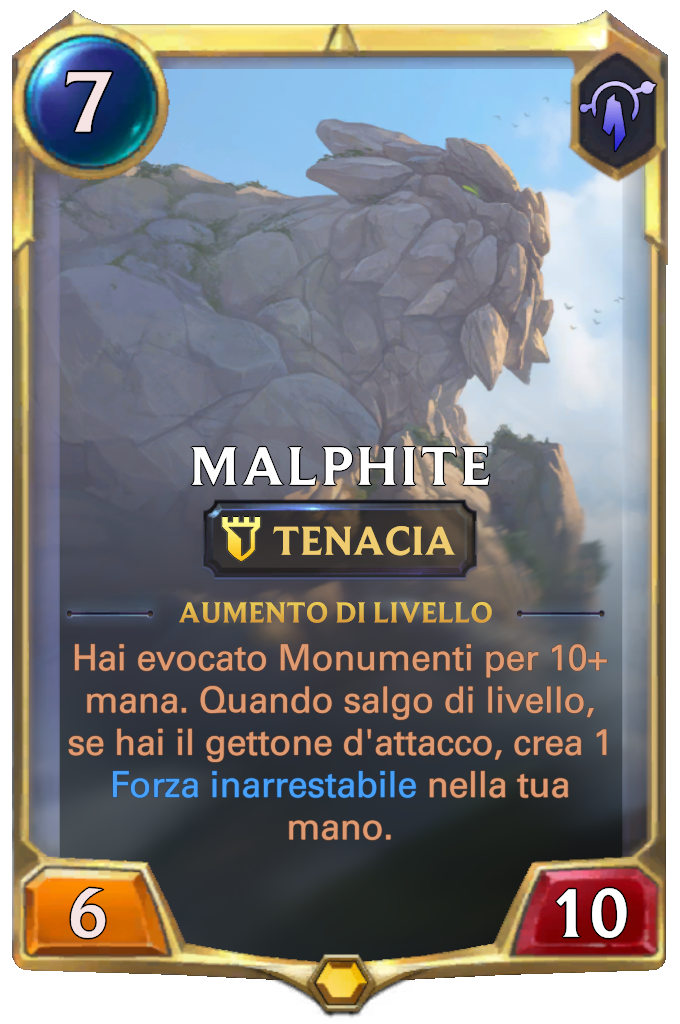 7
MALPHITE
TENACIA
AUMENTO DI LIVELLO
Hai evocato Monumenti per 10+
mana. Quando salgo di livello,
se hai il gettone d'attacco, crea 1
Forza inarrestabile nella tua
mano.
6
10